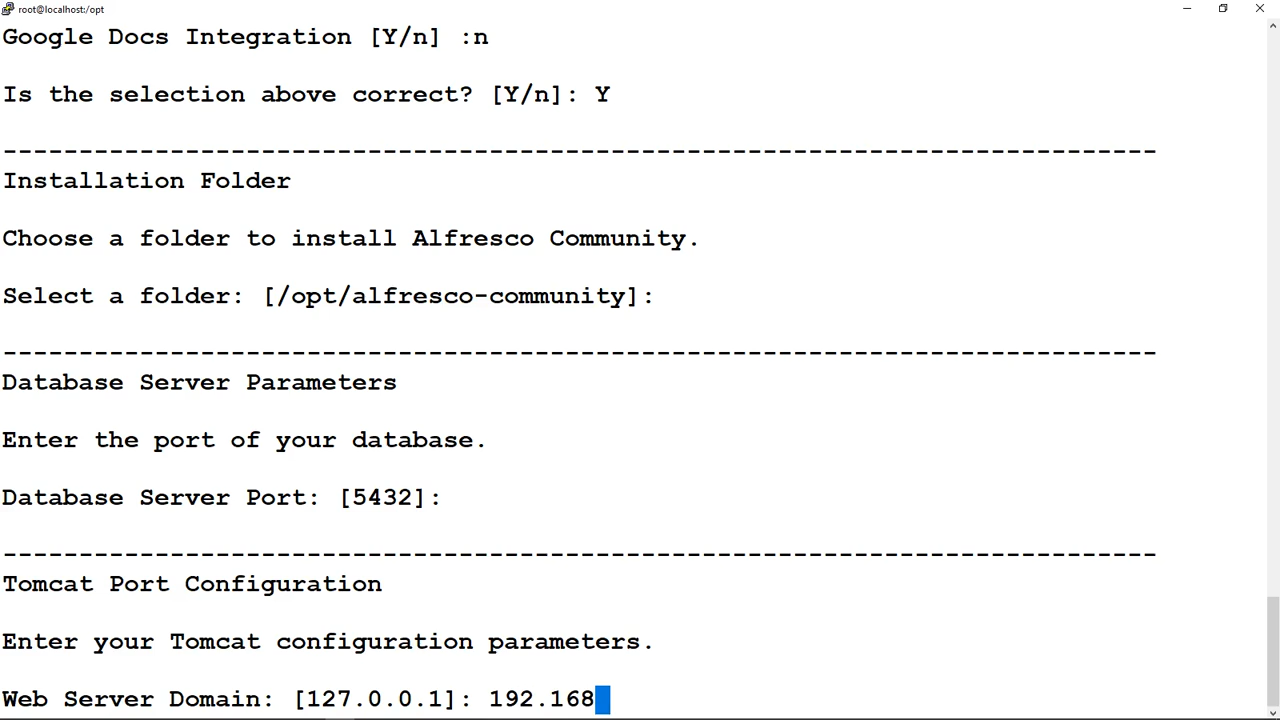 root@localhost:/opt
Google Docs Integration [Y/n] :n
Is the selection above correct? [Y/n]: Y
----------------------------------------------------------------------------
Installation Folder
Choose a folder to install Alfresco Community.
Select a folder: [/opt/alfresco-community]:
----------------------------------------------------------------------------
Database Server Parameters
Enter the port of your database.
Database Server Port: [5432]:
----------------------------------------------------------------------------
Tomcat Port Configuration
Enter your Tomcat configuration parameters.
Web Server Domain: [127.0.0.1]: 192.168